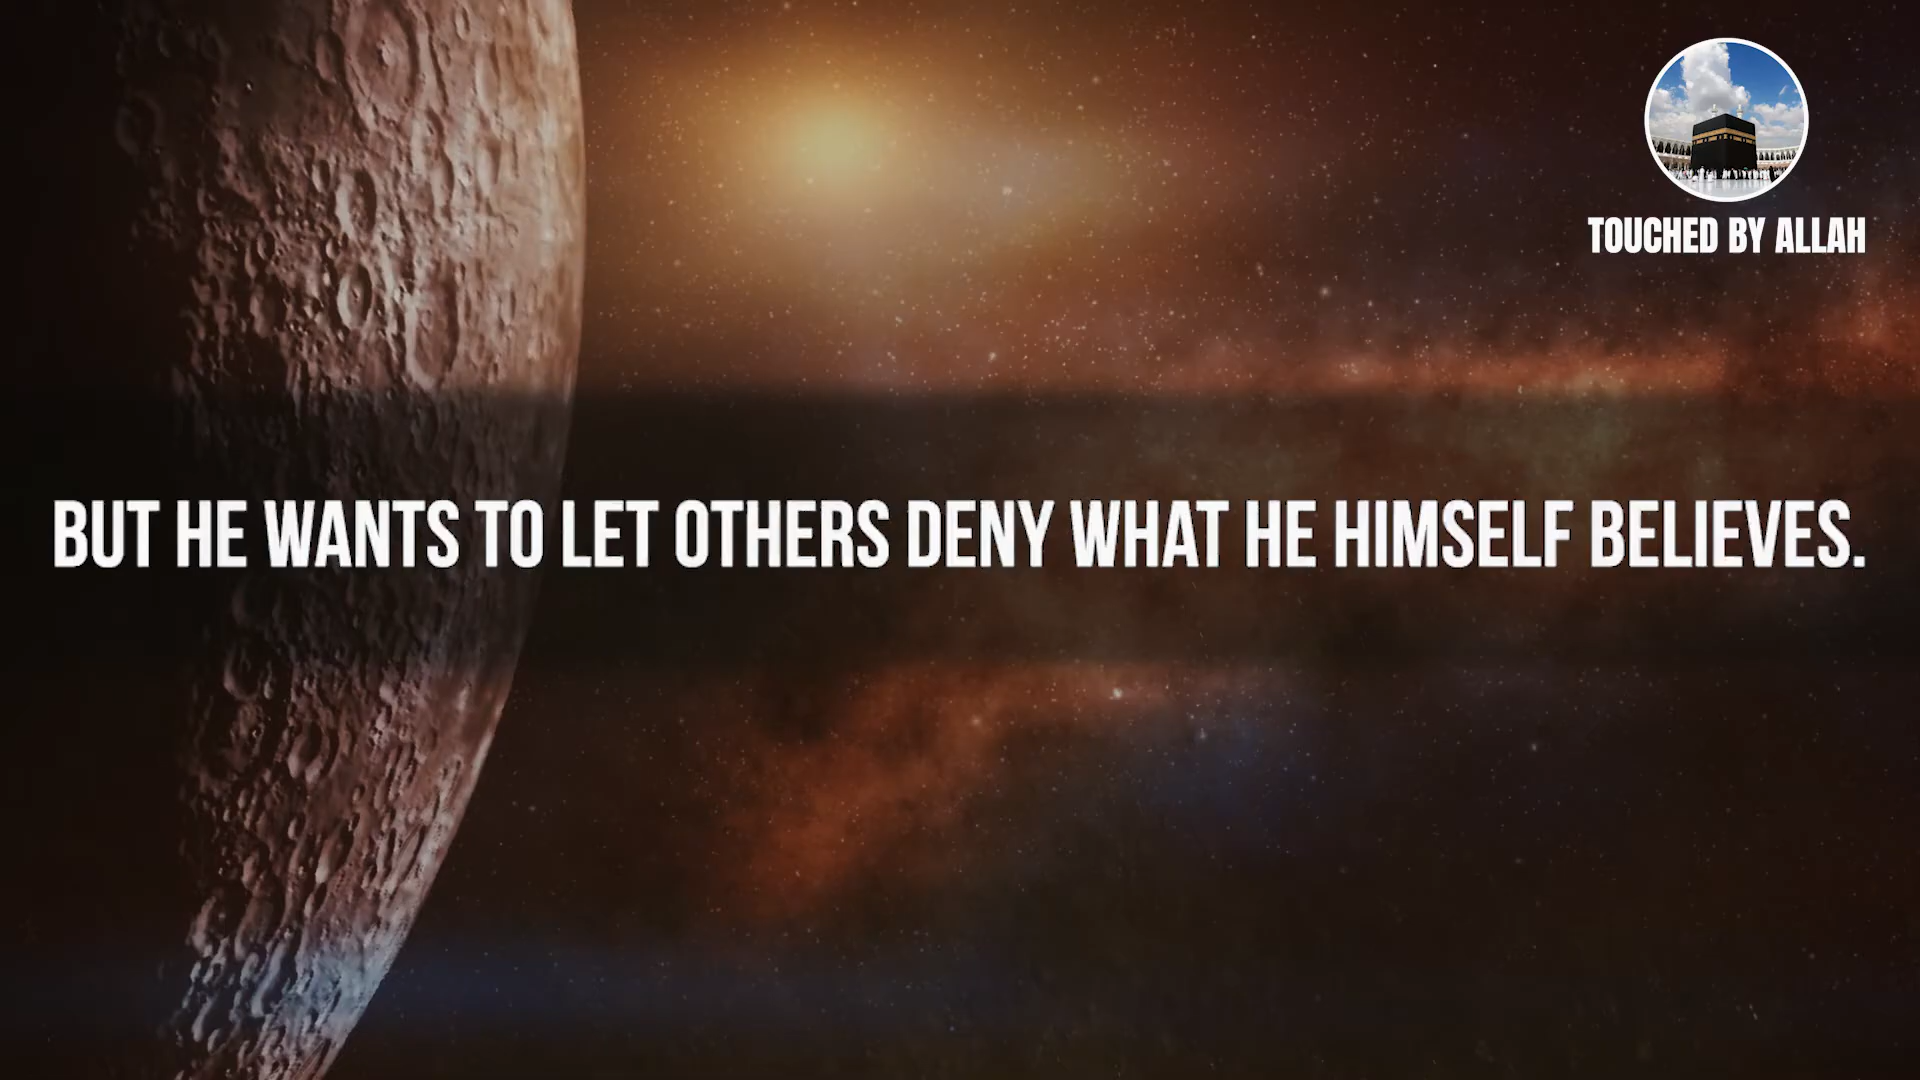 TOUCHED BY ALLAH
BUT HE WANTS TO LET OTHERS DENY WHAT HE HIMSELF BELIEVES.